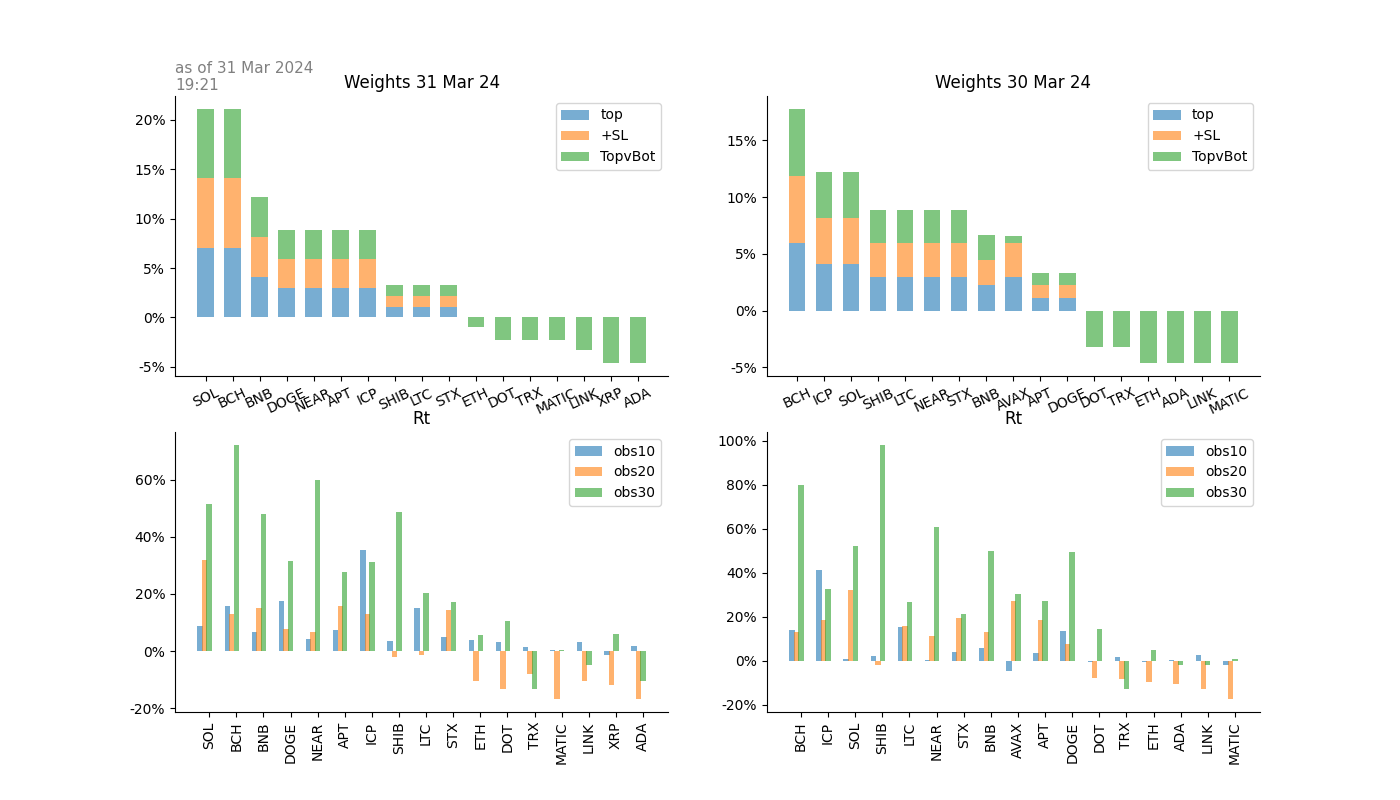 as of 31 Mar 2024
19:21
Weights 31 Mar 24
20%
15%
10%
5%
0%
-5%
top
+SL
TopvBot
SOL BCH BNB DOGE NEAR APT ICP SHIB LTC STX ETH DOT TRX MATIC LINK XRP ADA
Weights 30 Mar 24
15%
10%
5%
0%
-5%
top
+SL
TopvBot
BCH ICP SOL SHIB LTC NEAR STX BNB AVAX APT DOGE DOT TRX ETH ADA LINK MATIC
Rt
60%
40%
20%
0%
-20%
obs10
obs20
obs30
SOL BCH BNB DOGE NEAR APT ICP SHIB LTC STX ETH DOT TRX MATIC LINK XRP ADA
Rt
100%
80%
60%
40%
20%
0%
-20%
obs10
obs20
obs30
BCH ICP SOL SHIB LTC NEAR STX BNB AVAX APT DOGE DOT TRX ETH ADA LINK MATIC